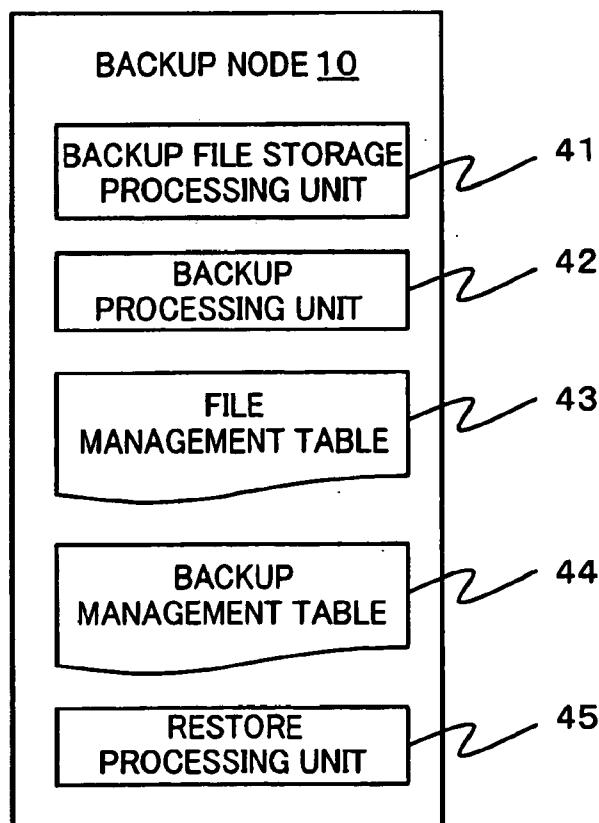 BACKUP NODE 10
BACKUP FILE STORAGE
PROCESSING UNIT
41
BACKUP
PROCESSING UNIT
42
FILE
MANAGEMENT TABLE
43
BACKUP
MANAGEMENT TABLE
44
RESTORE
PROCESSING UNIT
45